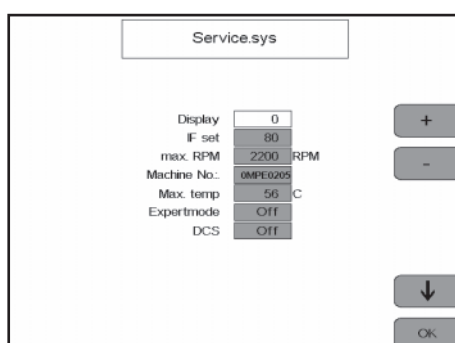 Service.sys
Display 0
IF set 80
max. RPM 2200 RPM
Machine No.: 0MPE0205
Max. temp 56 C
Expertmode Off
DCS Off
+
-
OK